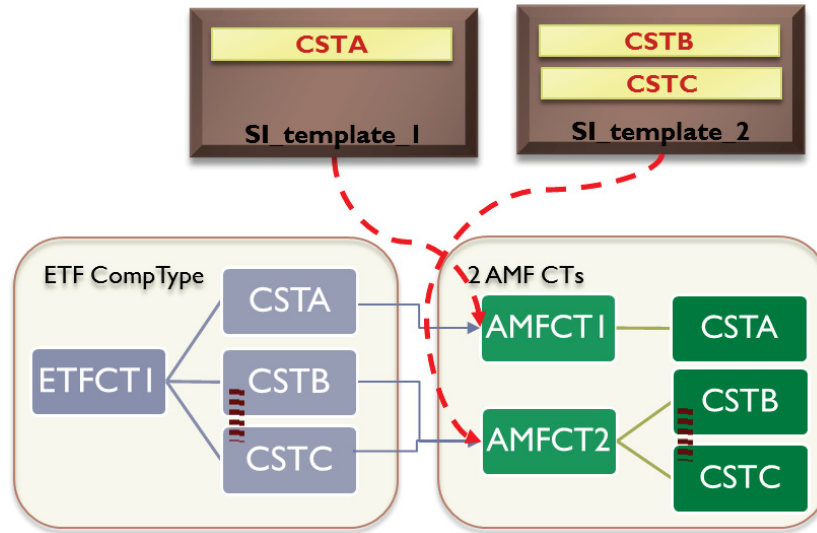 CSTA
SI_template_1
CSTB
CSTC
SI_template_2
ETF CompType
ETFCT1
CSTA
CSTB
CSTC
2 AMF CTs
AMFCT1
CSTA
AMFCT2
CSTB
CSTC